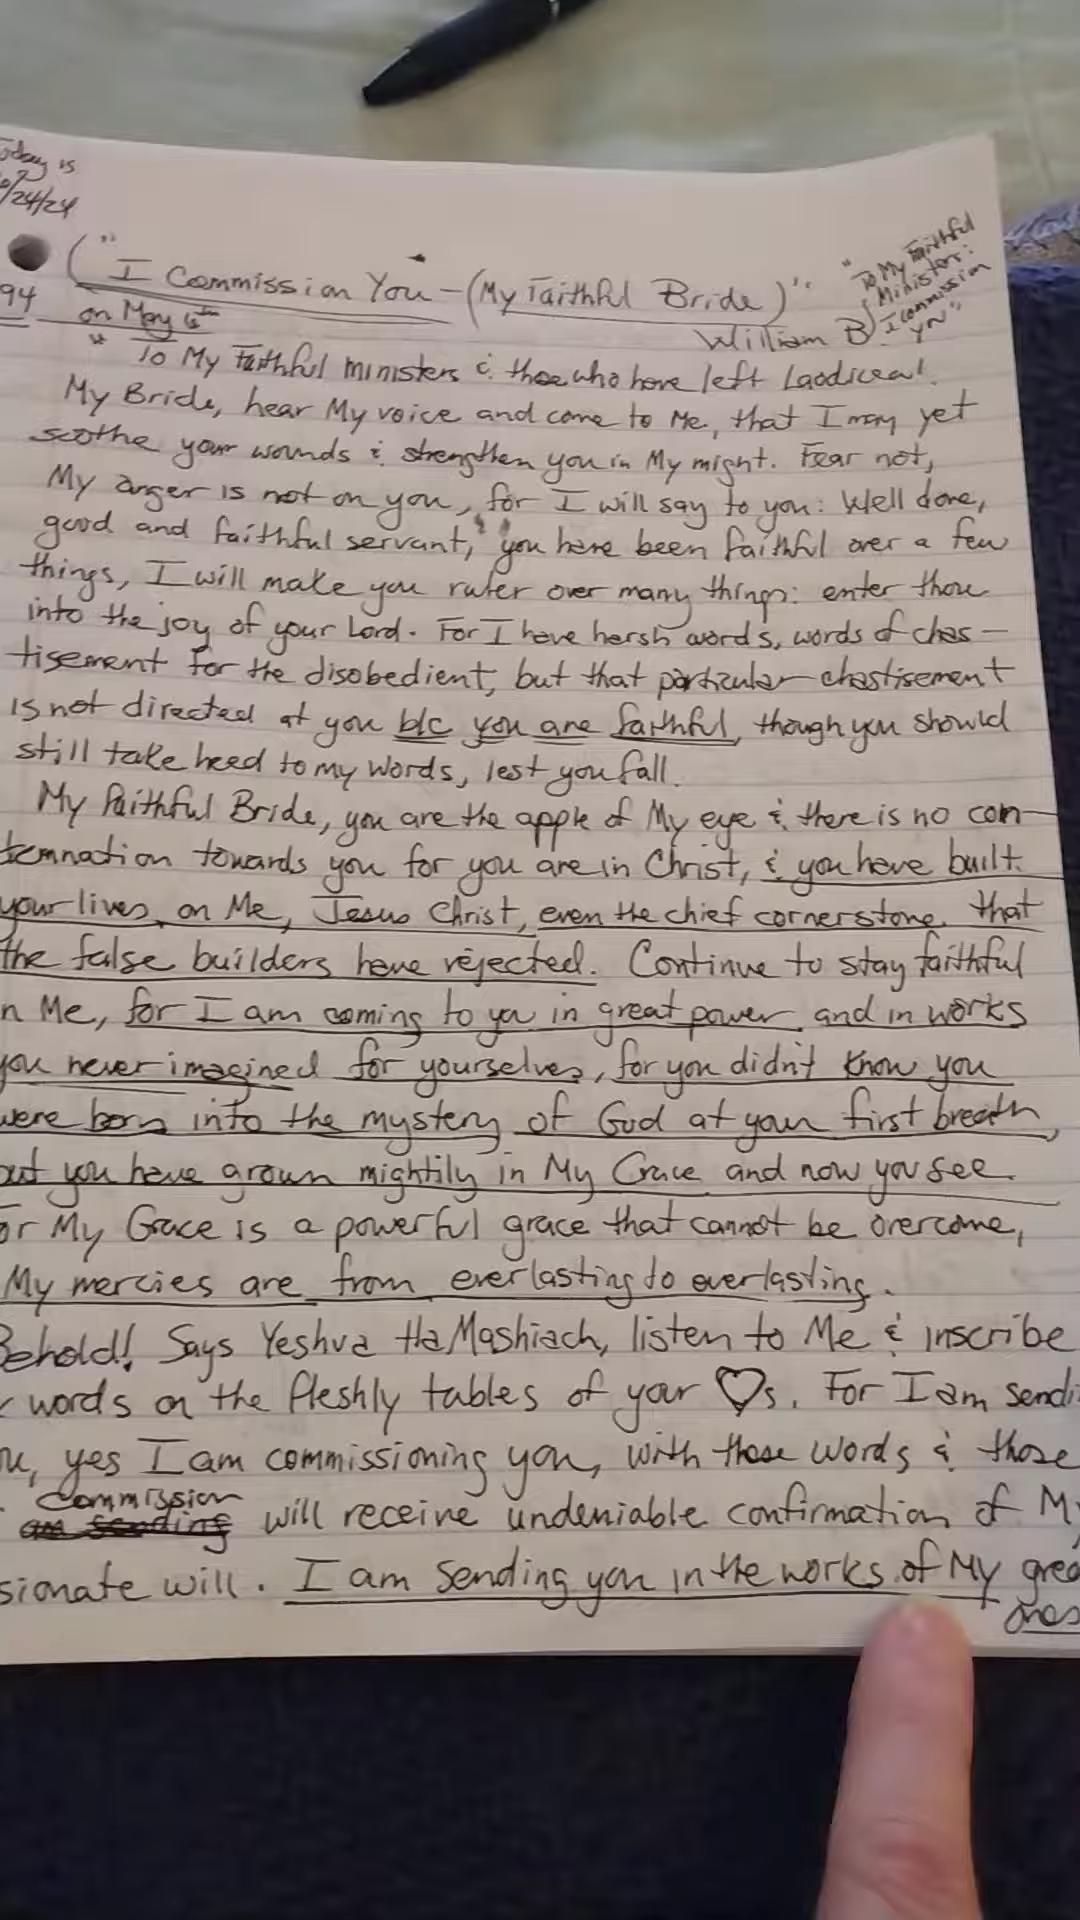 Today is
/24/24
("I Commission You - (My Faithful Bride)"
"To My Faithful
Ministers:
I commission
you"
94 on May 6th
William B.
" To My Faithful ministers & those who have left Laodicea!
My Bride, hear My voice and come to Me, that I may yet
soothe your wounds & strengthen you in My might. Fear not,
My anger is not on you, for I will say to you: Well done,
good and faithful servant, you have been faithful over a few
things, I will make you ruler over many things: enter thou
into the joy of your Lord. For I have harsh words, words of chas-
tisement for the disobedient, but that particular chastisement
is not directed at you b/c you are faithful, though you should
still take heed to my words, lest you fall.
My Faithful Bride, you are the apple of My eye & there is no con-
temnation towards you for you are in Christ, & you have built
your lives on Me, Jesus Christ, even the chief cornerstone that
the false builders have rejected. Continue to stay faithful
n Me, for I am coming to you in great power and in works
you never imagined for yourselves, for you didn't know you
were born into the mystery of God at your first breath,
out you have grown mightily in My Grace and now you see.
or My Grace is a powerful grace that cannot be overcome,
My mercies are from everlasting to everlasting.
Behold! Says Yeshua HaMashiach, listen to Me & inscribe
words on the fleshly tables of your ♡s. For I am sendi
ou, yes I am commissioning you, with these words & those
commission
am sending will receive undeniable confirmation of My
sionate will. I am sending you in the works of My grea
ones